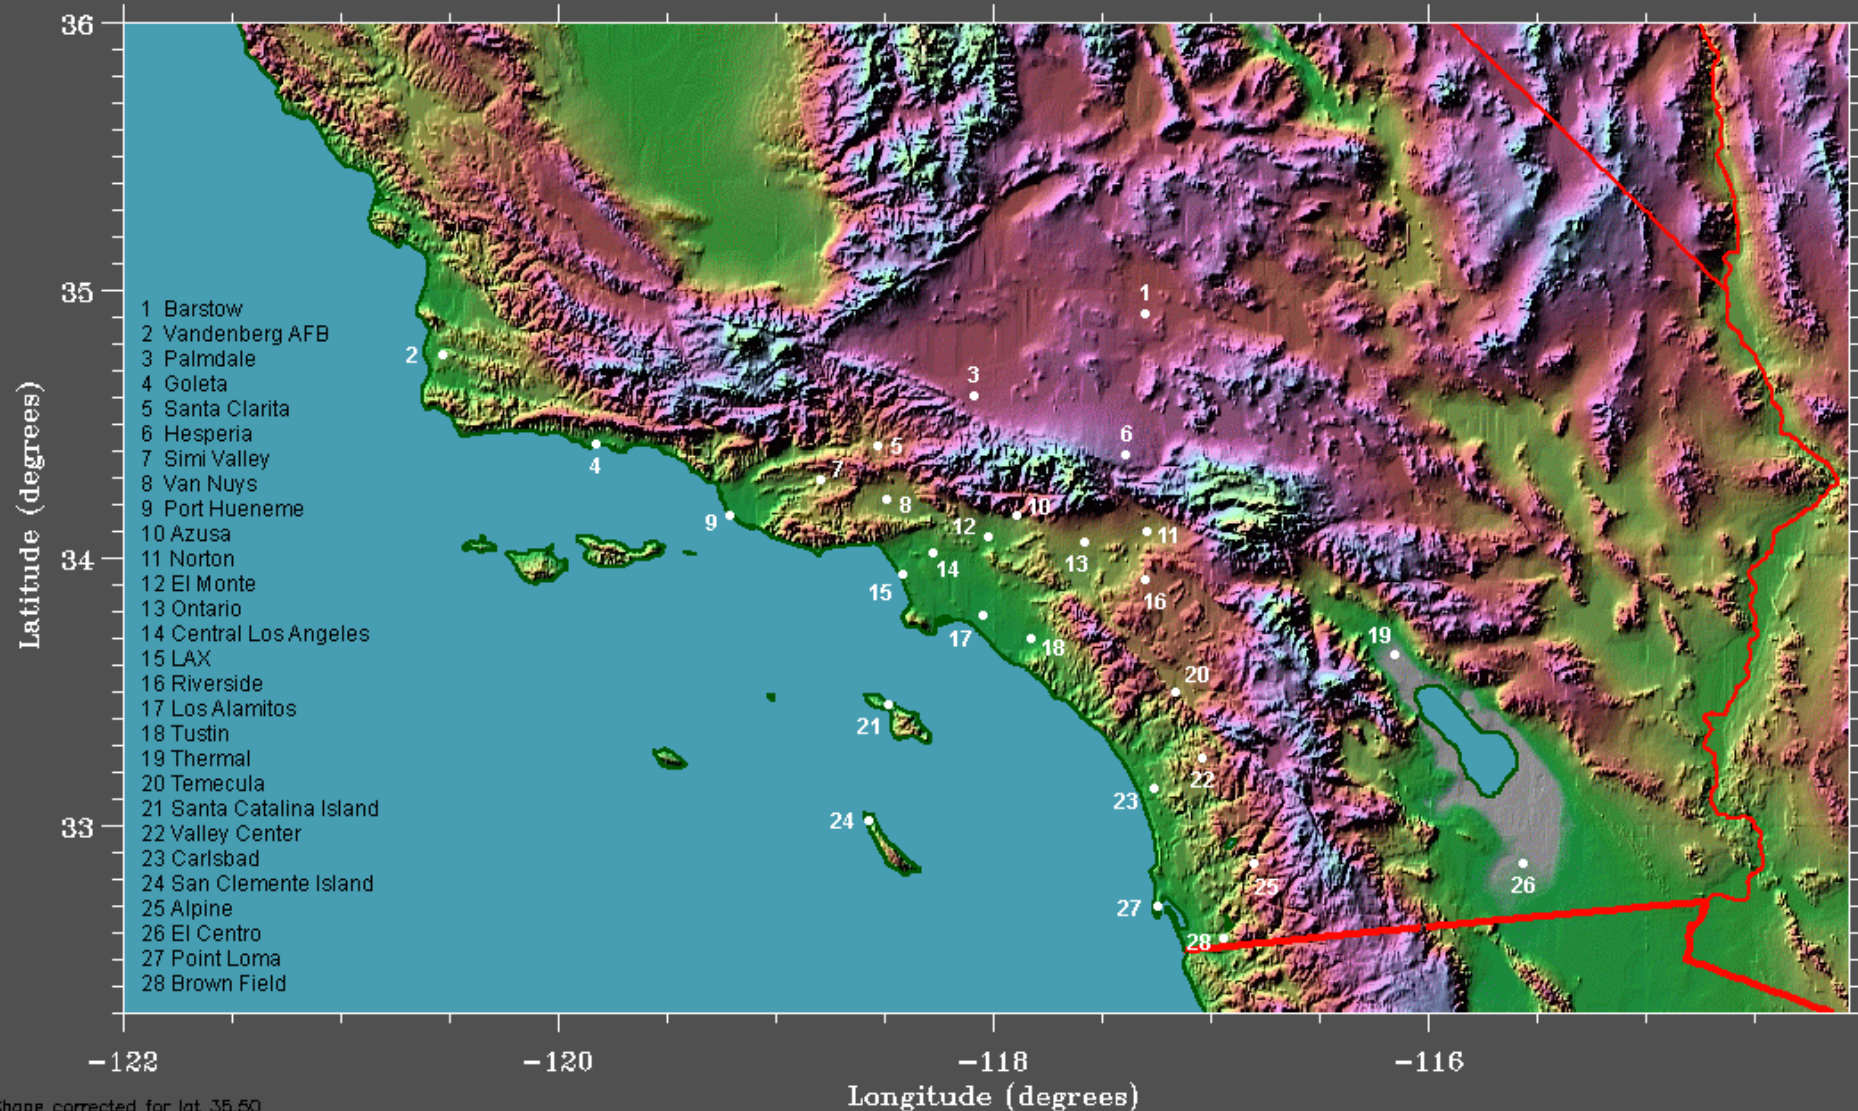 36
35
34
33
Latitude (degrees)
1 Barstow
2 Vandenberg AFB
3 Palmdale
4 Goleta
5 Santa Clarita
6 Hesperia
7 Simi Valley
8 Van Nuys
9 Port Hueneme
10 Azusa
11 Norton
12 El Monte
13 Ontario
14 Central Los Angeles
15 LAX
16 Riverside
17 Los Alamitos
18 Tustin
19 Thermal
20 Temecula
21 Santa Catalina Island
22 Valley Center
23 Carlsbad
24 San Clemente Island
25 Alpine
26 El Centro
27 Point Loma
28 Brown Field
1
2
3
6
4
5
7
8
10
9
12
11
13
14
15
16
17
18
19
20
21
22
23
24
25
26
27
28
-122
-120
-118
-116
Longitude (degrees)
corrected for lat 35.50